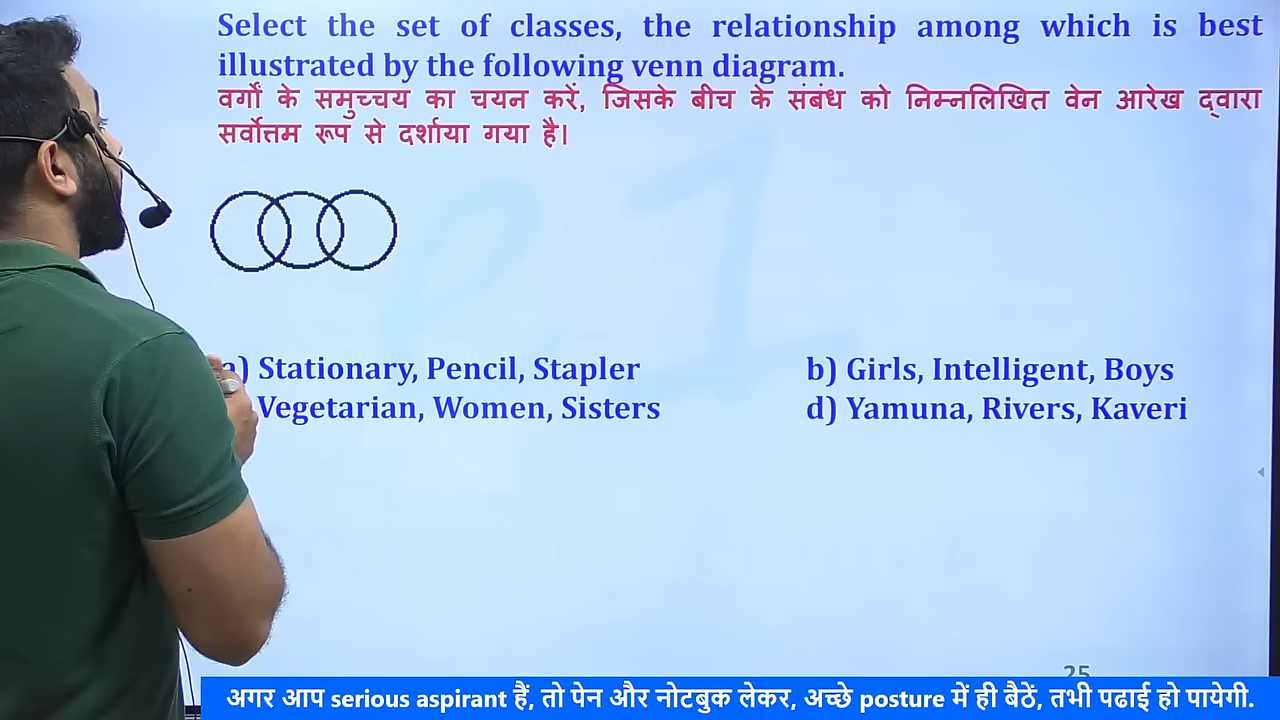 Select the set of classes, the relationship among which is best
illustrated by the following venn diagram.
वर्गों के समुच्चय का चयन करें, जिसके बीच के संबंध को निम्नलिखित वेन आरेख द्वारा
सर्वोत्तम रूप से दर्शाया गया है।
a) Stationary, Pencil, Stapler
b) Girls, Intelligent, Boys
Vegetarian, Women, Sisters
d) Yamuna, Rivers, Kaveri
25
अगर आप serious aspirant हैं, तो पेन और नोटबुक लेकर, अच्छे posture में ही बैठें, तभी पढाई हो पायेगी.